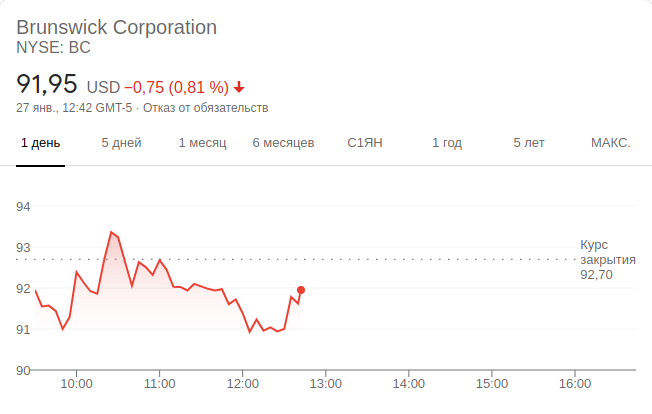 Brunswick Corporation
NYSE: BC
91,95 USD −0,75 (0,81 %)
27 янв., 12:42 GMT-5 · Отказ от обязательств
1 день 5 дней 1 месяц 6 месяцев С1ЯН 1 год 5 лет МАКС.
94
93
Курс
закрытия
92,70
92
91
90
10:00 11:00 12:00 13:00 14:00 15:00 16:00